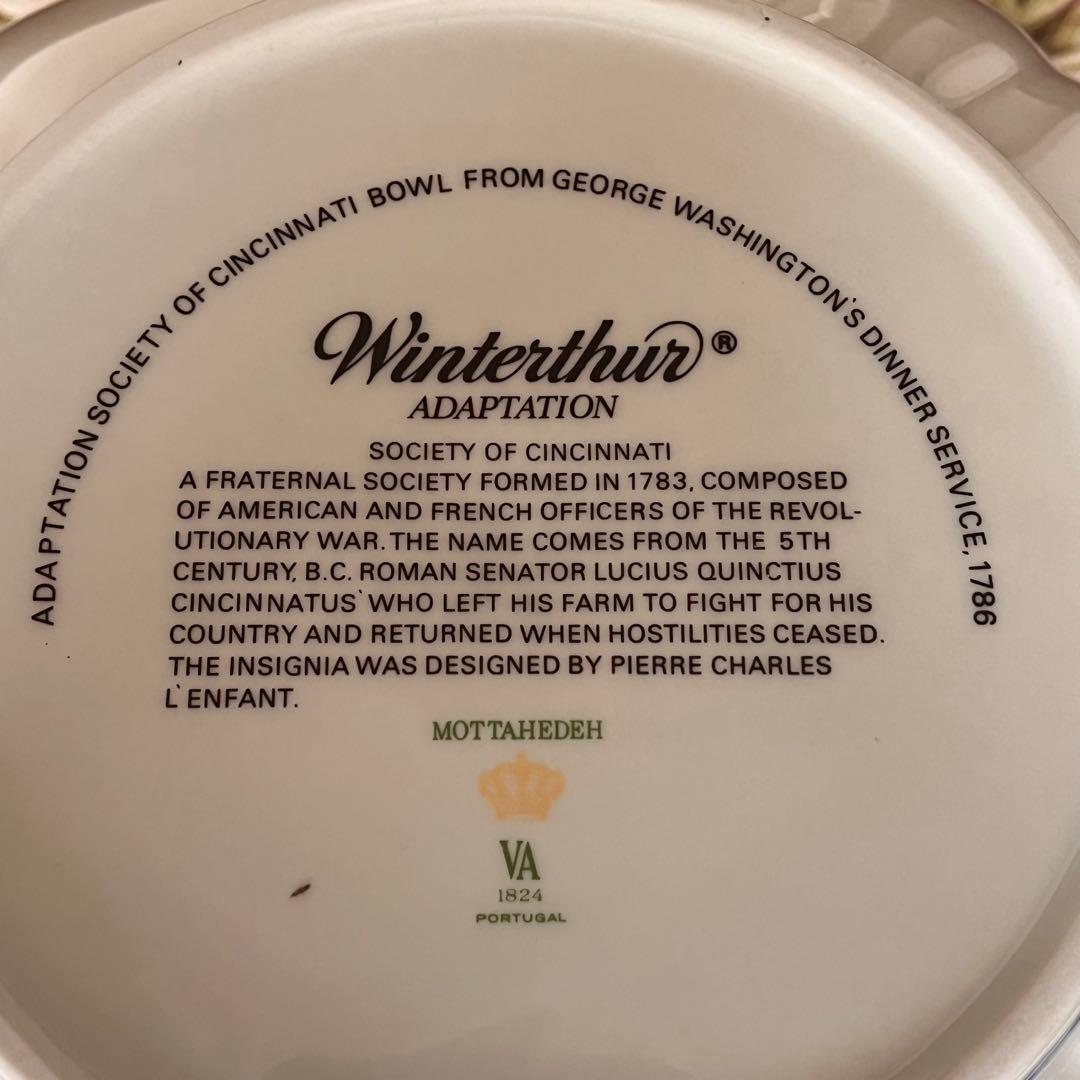 ADAPTATION SOCIETY OF CINCINNATI BOWL FROM GEORGE WASHINGTON'S DINNER SERVICE, 1786
Winterthur®
ADAPTATION
SOCIETY OF CINCINNATI
A FRATERNAL SOCIETY FORMED IN 1783, COMPOSED
OF AMERICAN AND FRENCH OFFICERS OF THE REVOL-
UTIONARY WAR. THE NAME COMES FROM THE 5TH
CENTURY, B.C. ROMAN SENATOR LUCIUS QUINCTIUS
CINCINNATUS' WHO LEFT HIS FARM TO FIGHT FOR HIS
COUNTRY AND RETURNED WHEN HOSTILITIES CEASED.
THE INSIGNIA WAS DESIGNED BY PIERRE CHARLES
L'ENFANT.
MOTTAHEDEH
VA
1824
PORTUGAL